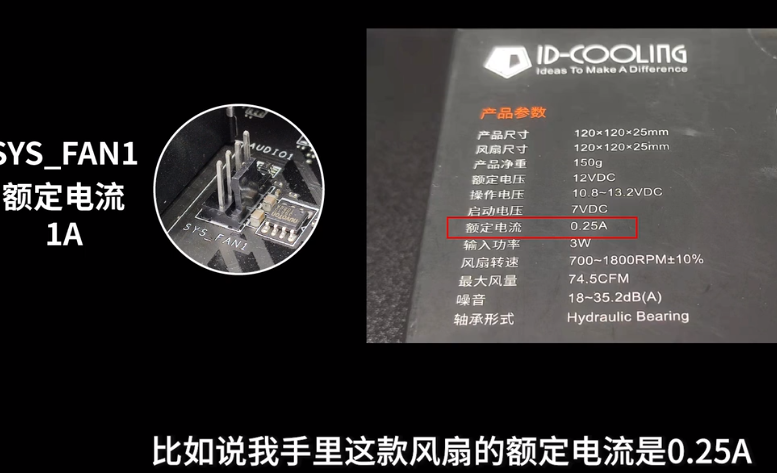 SYS_FAN1
额定电流
1A
AUDIO1
SYS_FAN1
ID-COOLING
Ideas To Make A Difference
产品参数
产品尺寸 120×120×25mm
风扇尺寸 120×120×25mm
产品净重 150g
额定电压 12VDC
操作电压 10.8~13.2VDC
启动电压 7VDC
额定电流 0.25A
输入功率 3W
风扇转速 700~1800RPM±10%
最大风量 74.5CFM
噪音 18~35.2dB(A)
轴承形式 Hydraulic Bearing
比如说我手里这款风扇的额定电流是0.25A